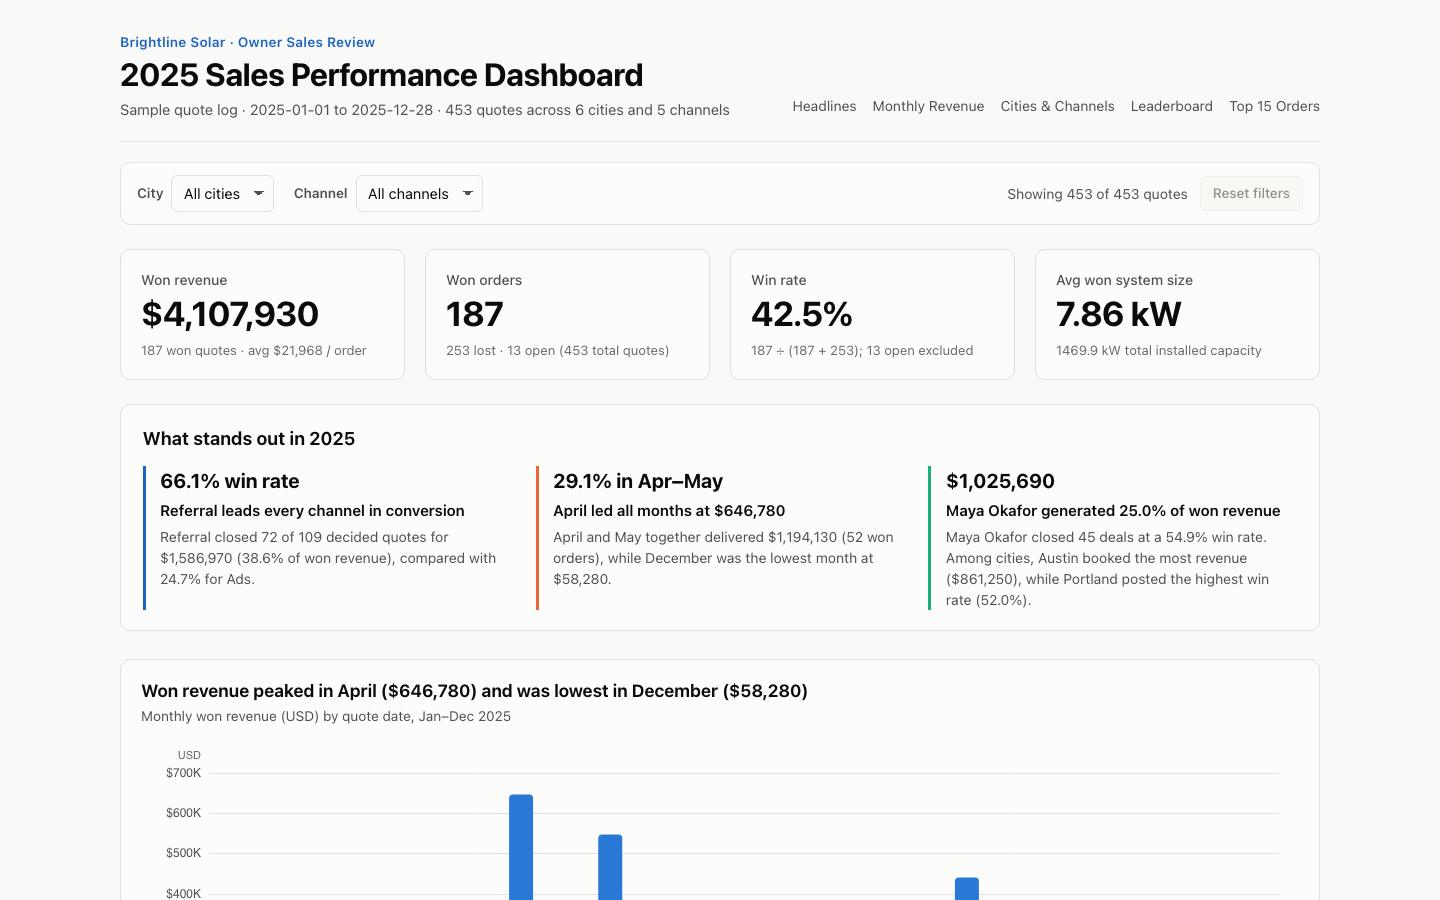 Brightline Solar · Owner Sales Review
2025 Sales Performance Dashboard
Sample quote log · 2025-01-01 to 2025-12-28 · 453 quotes across 6 cities and 5 channels
Headlines Monthly Revenue Cities & Channels Leaderboard Top 15 Orders
City All cities Channel All channels Showing 453 of 453 quotes Reset filters
Won revenue
$4,107,930
187 won quotes · avg $21,968 / order
Won orders
187
253 lost · 13 open (453 total quotes)
Win rate
42.5%
187 ÷ (187 + 253); 13 open excluded
Avg won system size
7.86 kW
1469.9 kW total installed capacity
What stands out in 2025
66.1% win rate
Referral leads every channel in conversion
Referral closed 72 of 109 decided quotes for
$1,586,970 (38.6% of won revenue), compared with
24.7% for Ads.
29.1% in Apr–May
April led all months at $646,780
April and May together delivered $1,194,130 (52 won
orders), while December was the lowest month at
$58,280.
$1,025,690
Maya Okafor generated 25.0% of won revenue
Maya Okafor closed 45 deals at a 54.9% win rate.
Among cities, Austin booked the most revenue
($861,250), while Portland posted the highest win
rate (52.0%).
Won revenue peaked in April ($646,780) and was lowest in December ($58,280)
Monthly won revenue (USD) by quote date, Jan–Dec 2025
USD
$700K
$600K
$500K
$400K